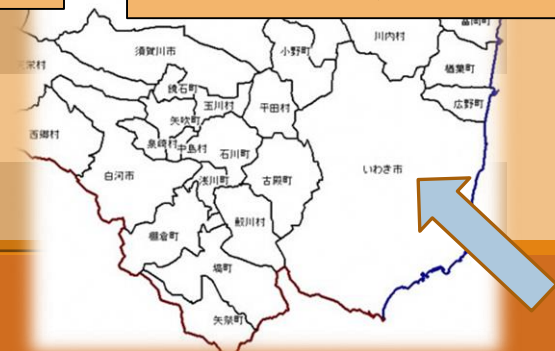 富岡町
川内村
小野町
須賀川市
楢葉町
鏡石町
広野町
玉川村
平田村
矢吹町
西郷村
泉崎村
中島村
石川町
いわき市
白河市
浅川町
古殿町
鮫川村
棚倉町
塙町
矢祭町